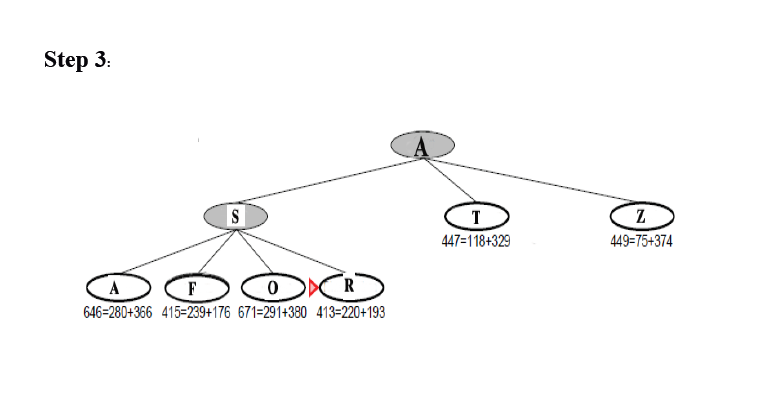 Step 3:
A
S
T
Z
447=118+329
449=75+374
A
F
O
R
646=280+366
415=239+176
671=291+380
413=220+193